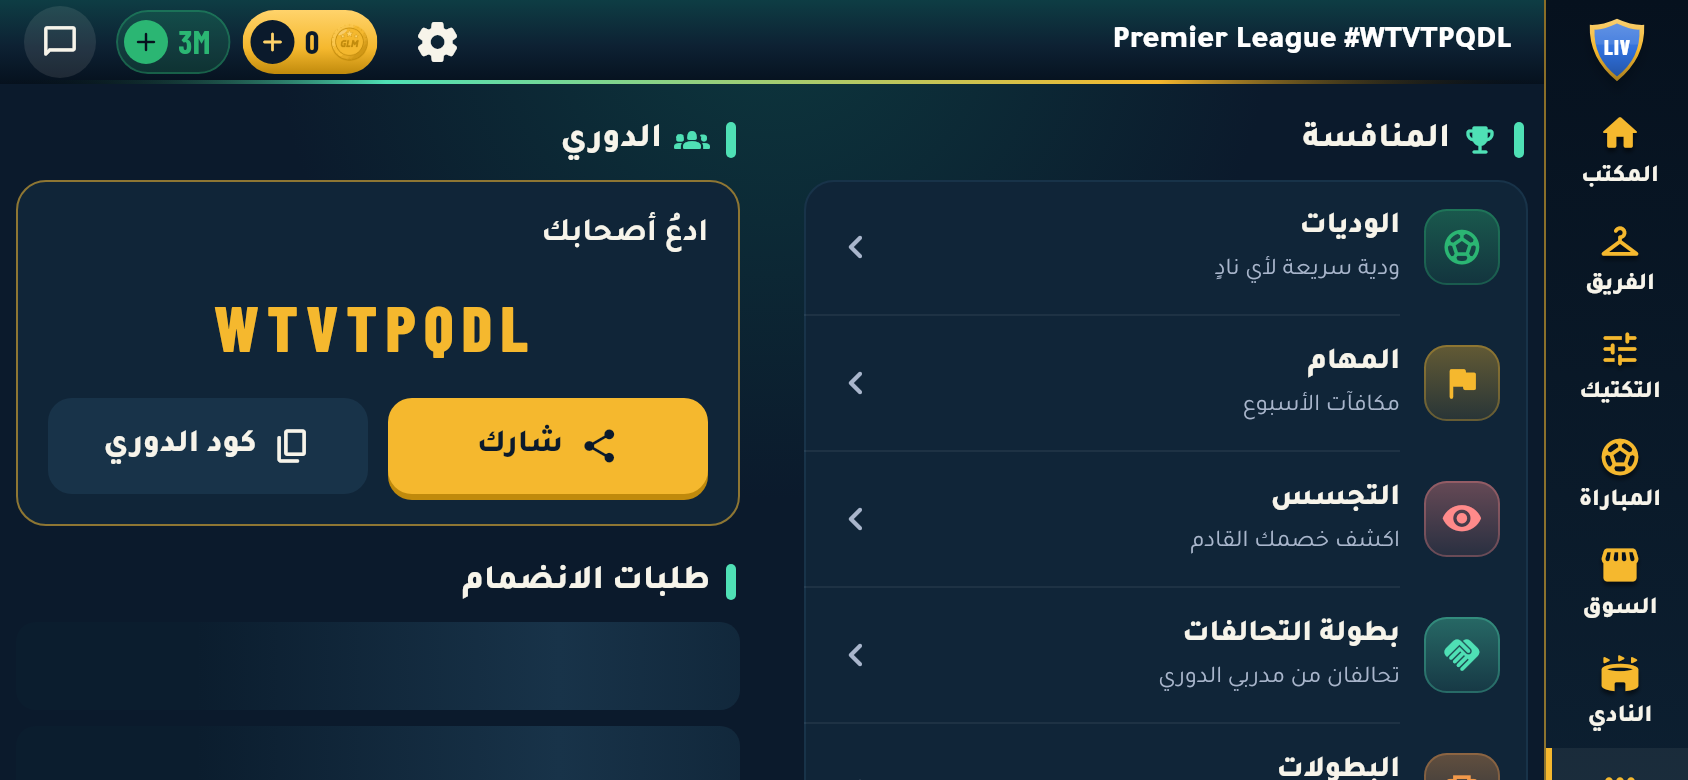 Premier League #WTVTPQDL
GLM
0
3M
LIV
المكتب
الفريق
التكتيك
المباراة
السوق
النادي
المنافسة
الوديات
ودية سريعة لأي نادٍ
المهام
مكافآت الأسبوع
التجسس
اكشف خصمك القادم
بطولة التحالفات
تحالفان من مدربي الدوري
البطولات
الدوري
ادعُ أصحابك
WTVTPQDL
شارك
كود الدوري
طلبات الانضمام